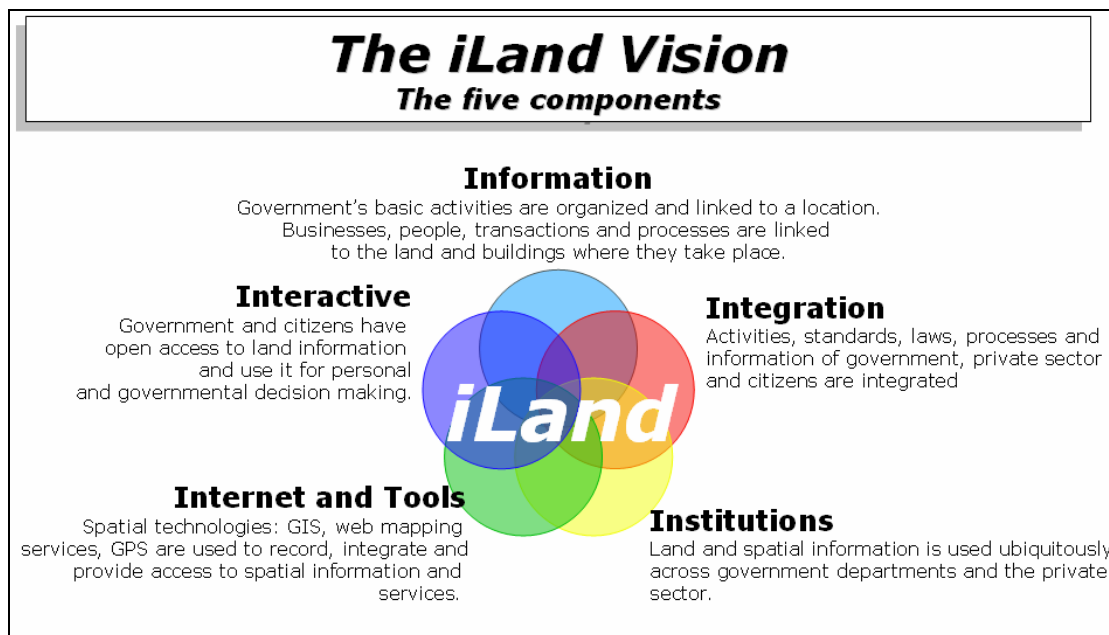 The iLand Vision
The five components
Information
Government's basic activities are organized and linked to a location.
Businesses, people, transactions and processes are linked
to the land and buildings where they take place.
Interactive
Government and citizens have
open access to land information
and use it for personal
and governmental decision making.
Integration
Activities, standards, laws, processes and
information of government, private sector
and citizens are integrated
iLand
Internet and Tools
Spatial technologies: GIS, web mapping
services, GPS are used to record, integrate and
provide access to spatial information and
services.
Institutions
Land and spatial information is used ubiquitously
across government departments and the private
sector.